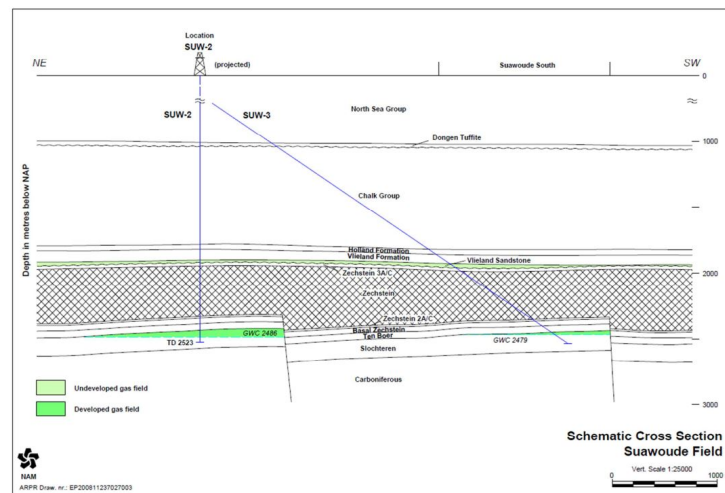 Location
SUW-2
NE
(projected)
Suawoude South
SW
0
SUW-2
SUW-3
North Sea Group
Dongen Tuffite
1000
Depth in metres below NAP
Chalk Group
Holland Formation
Vlieland Formation
Vlieland Sandstone
Zechstein 3A/C
2000
Zechstein
Zechstein 2A/C
Basal Zechstein
GWC 2486
Ten Boer
GWC 2479
TD 2523
Slochteren
Carboniferous
Undeveloped gas field
Developed gas field
3000
Schematic Cross Section
Suawoude Field
Vert. Scale 1:25000
0
1000
NAM
ARPR Draw. nr.: EP200811237027003